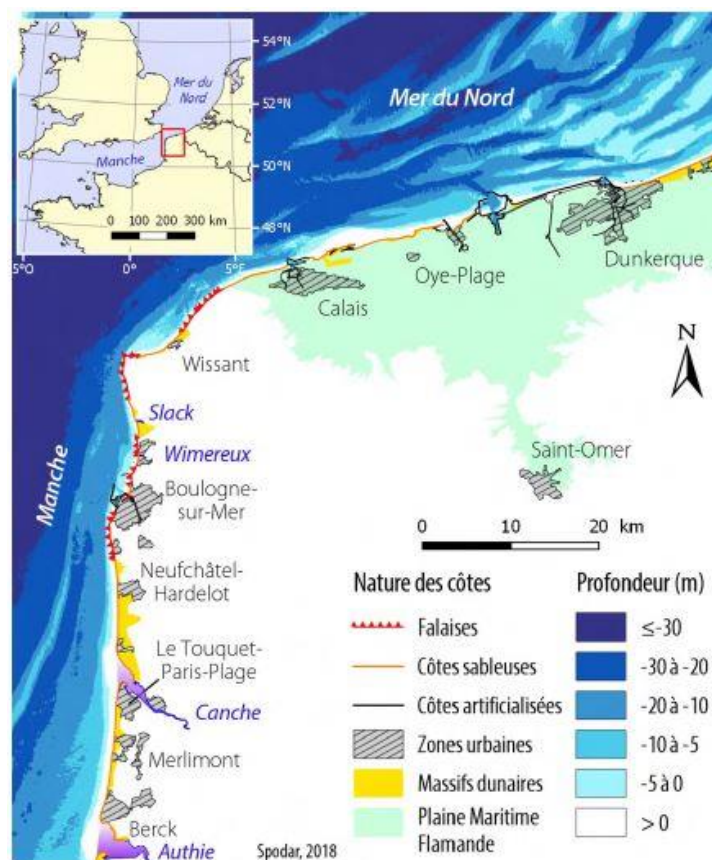 54°N
52°N
50°N
48°N
5°O
0°
5°E
Mer du
Nord
Manche
0 100 200 300 km
Mer du Nord
Dunkerque
Oye-Plage
Calais
Wissant
N
Slack
Wimereux
Manche
Boulogne-
sur-Mer
Saint-Omer
0 10 20 km
Neufchâtel-
Hardelot
Le Touquet-
Paris-Plage
Canche
Merlimont
Berck
Authie
Spodar, 2018
Nature des côtes
Falaises
Côtes sableuses
Côtes artificialisées
Zones urbaines
Massifs dunaires
Plaine Maritime
Flamande
Profondeur (m)
≤-30
-30 à -20
-20 à -10
-10 à -5
-5 à 0
> 0